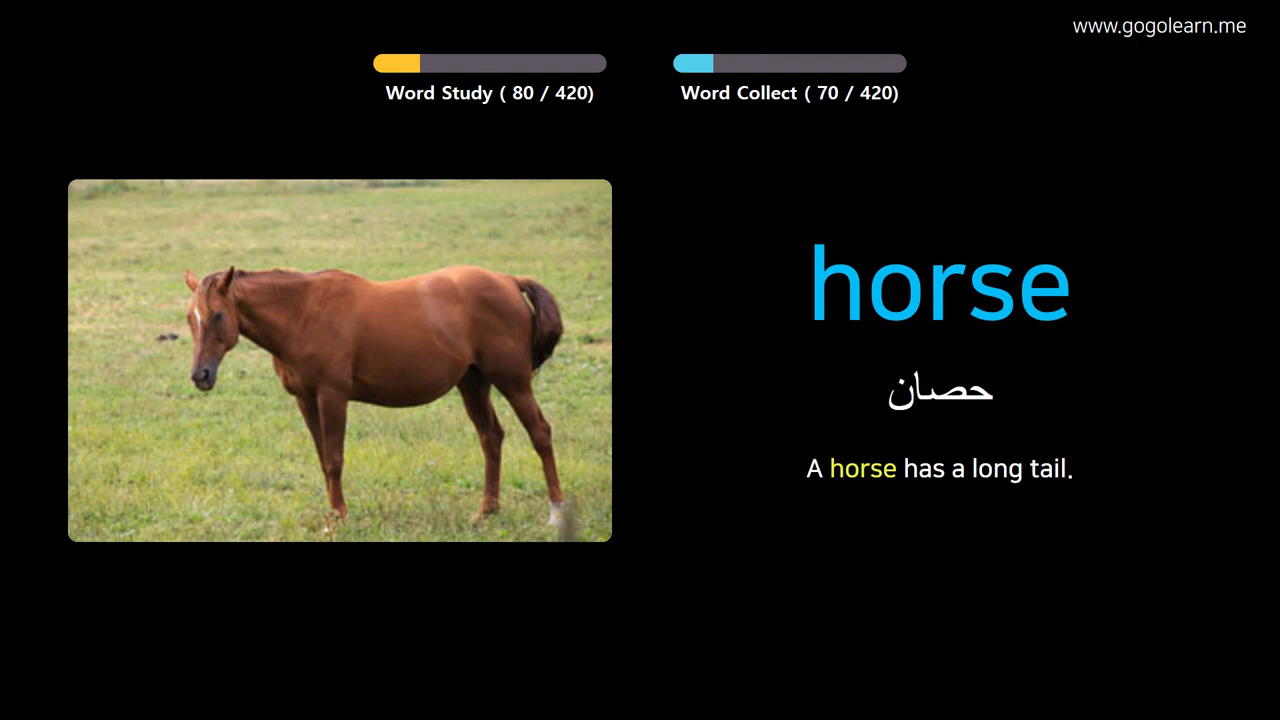 www.gogolearn.me
Word Study ( 80 / 420)
Word Collect ( 70 / 420)
horse
حصان
A horse has a long tail.